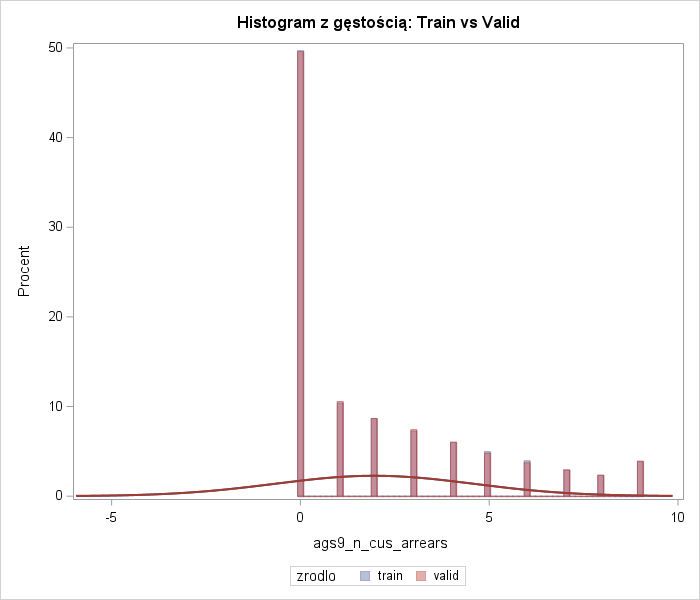 Histogram z gęstością: Train vs Valid
50
40
30
20
10
0
Procent
-5
0
5
10
ags9_n_cus_arrears
zrodlo train valid